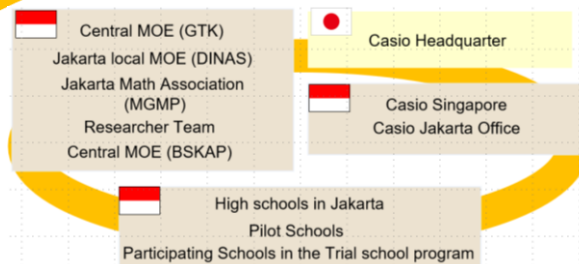 Central MOE (GTK)
Jakarta local MOE (DINAS)
Jakarta Math Association
(MGMP)
Researcher Team
Central MOE (BSKAP)
Casio Headquarter
Casio Singapore
Casio Jakarta Office
High schools in Jakarta
Pilot Schools
Participating Schools in the Trial school program